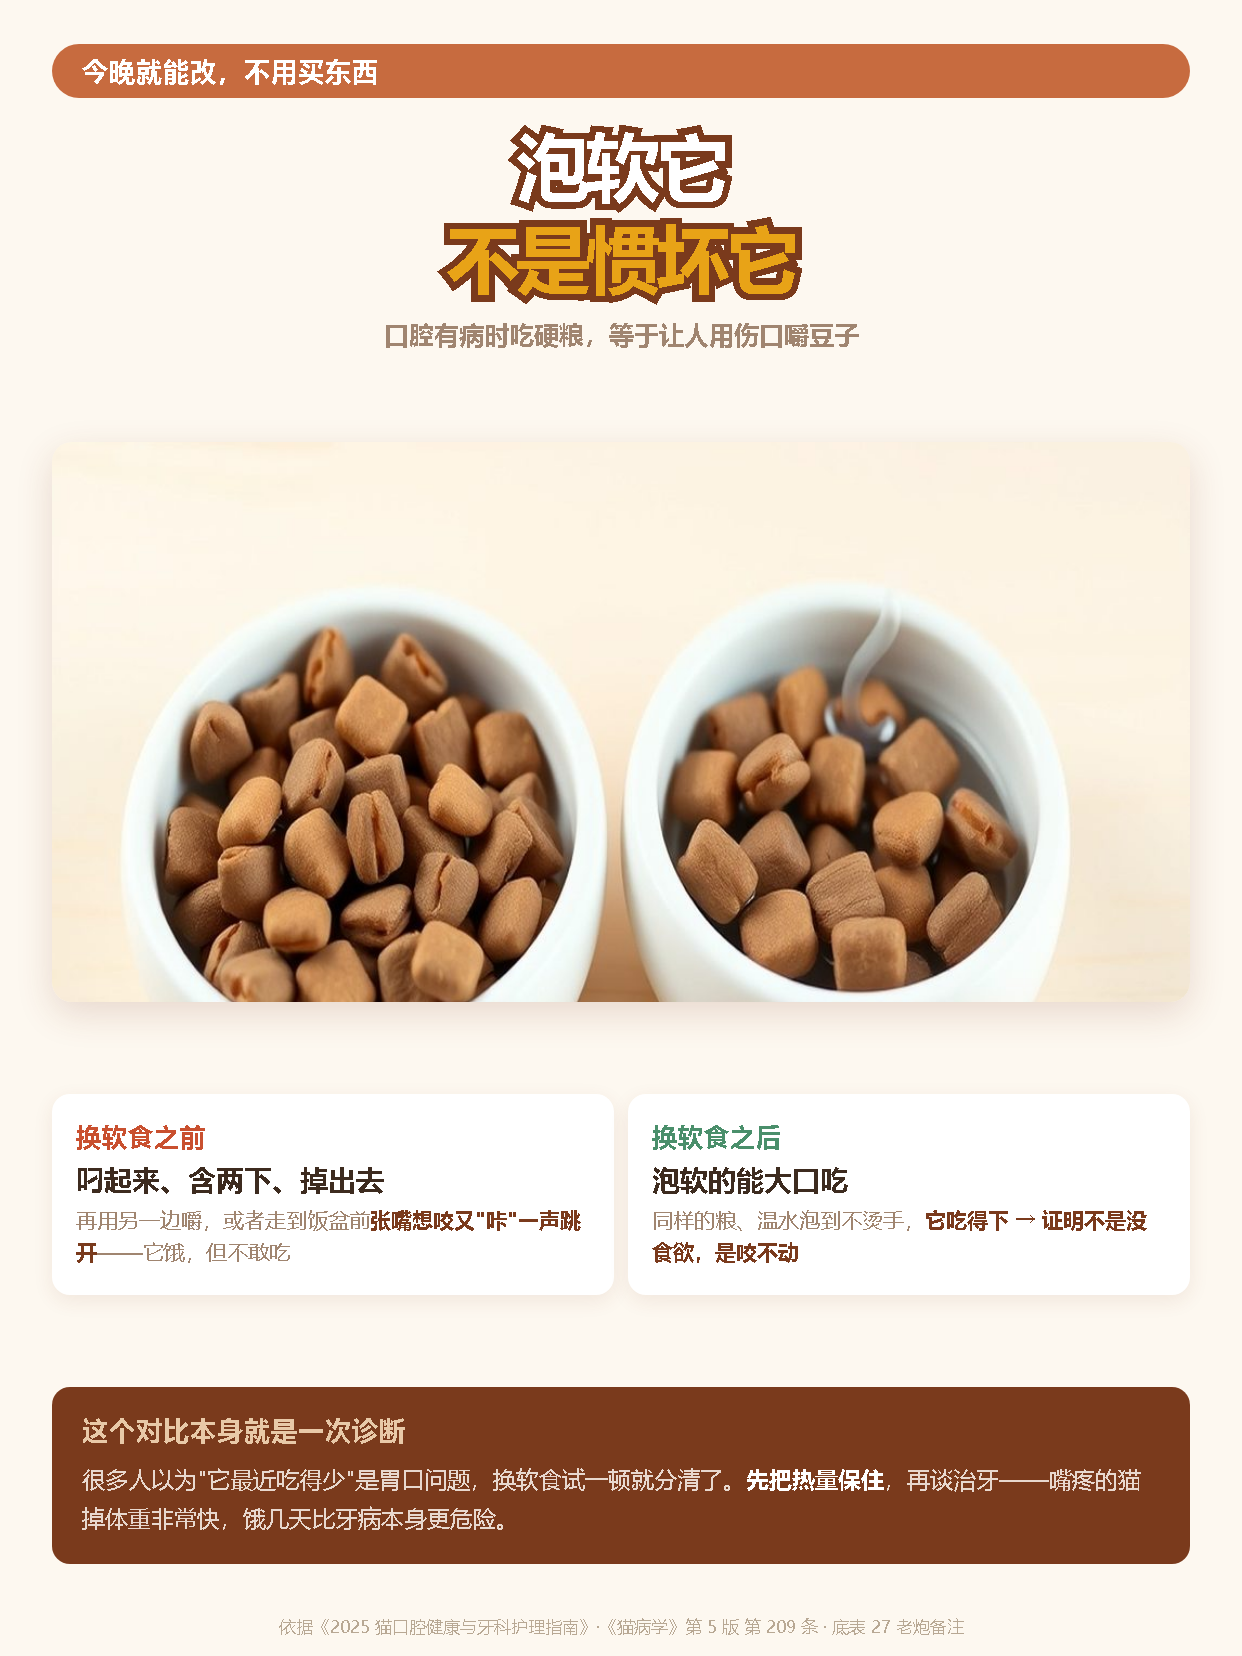 今晚就能改，不用买东西
泡软它
不是惯坏它
口腔有病时吃硬粮，等于让人用伤口嚼豆子
换软食之前
叼起来、含两下、掉出去
再用另一边嚼，或者走到饭盆前张嘴想咬又"咔"一声跳
开——它饿，但不敢吃
换软食之后
泡软的能大口吃
同样的粮、温水泡到不烫手，它吃得下 → 证明不是没
食欲，是咬不动
这个对比本身就是一次诊断
很多人以为"它最近吃得少"是胃口问题，换软食试一顿就分清了。先把热量保住，再谈治牙——嘴疼的猫
掉体重非常快，饿几天比牙病本身更危险。
依据《2025 猫口腔健康与牙科护理指南》·《猫病学》第 5 版 第 209 条 · 底表 27 老炮备注